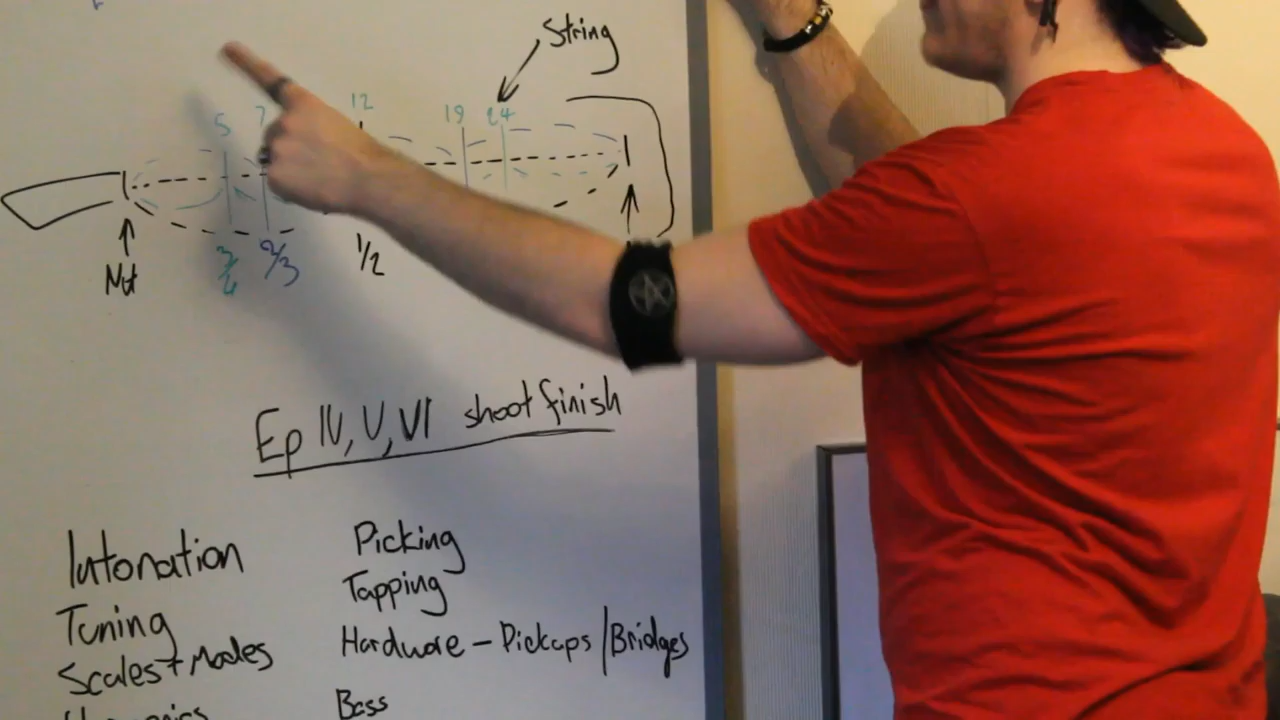 String
5 7 12 19 24
Nut
3/4 2/3 1/2
Ep IV, V, VI shoot finish
Intonation
Tuning
Scales + Modes
Picking
Tapping
Hardware - Pickups / Bridges
Bass